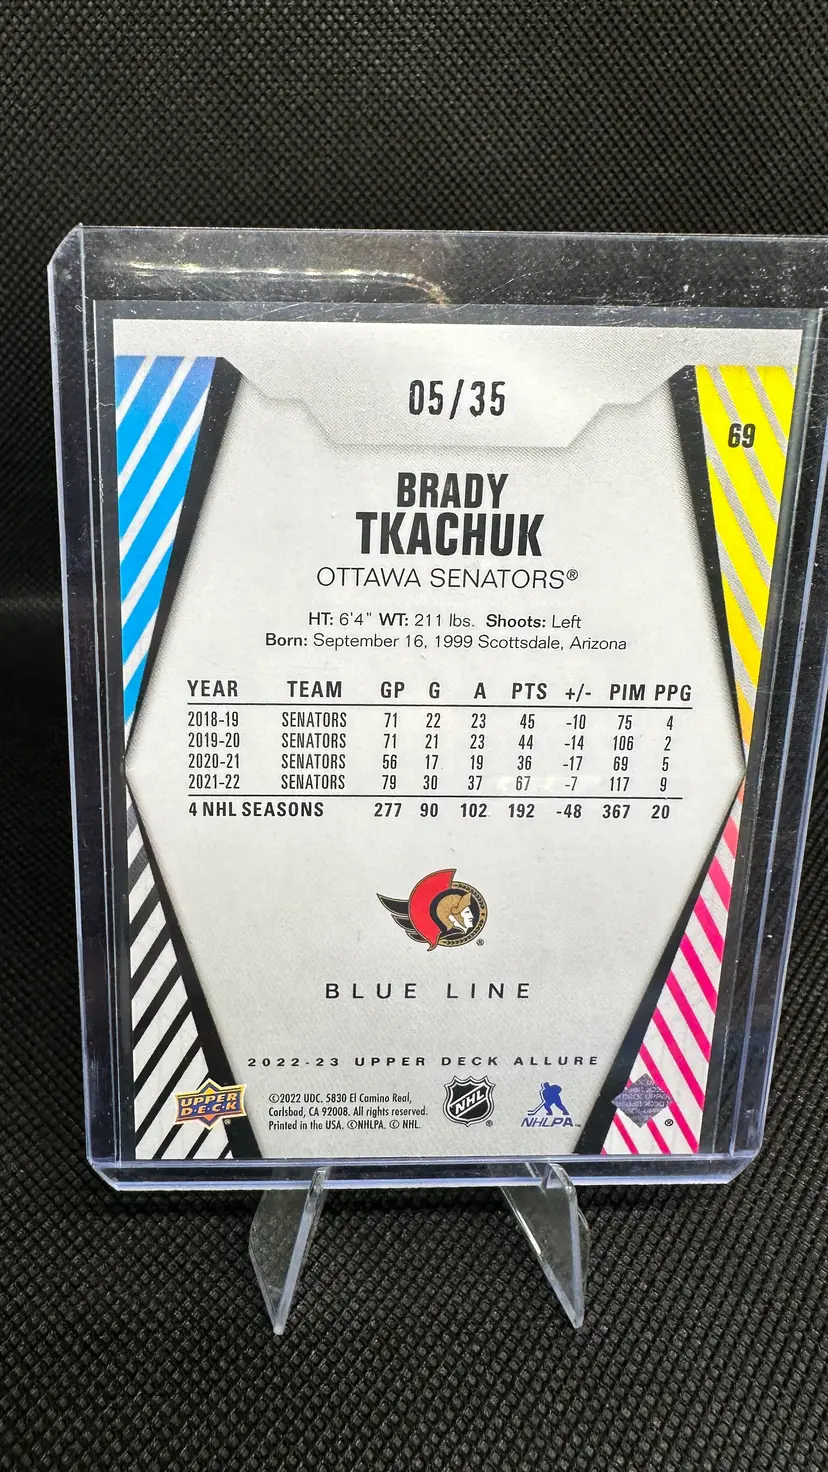 05/35
69
BRADY
TKACHUK
OTTAWA SENATORS®
HT: 6'4" WT: 211 lbs. Shoots: Left
Born: September 16, 1999 Scottsdale, Arizona
YEAR TEAM GP G A PTS +/- PIM PPG
2018-19 SENATORS 71 22 23 45 -10 75 4
2019-20 SENATORS 71 21 23 44 -14 106 2
2020-21 SENATORS 56 17 19 36 -17 69 5
2021-22 SENATORS 79 30 37 67 -7 117 9
4 NHL SEASONS 277 90 102 192 -48 367 20
®
BLUE LINE
2022-23 UPPER DECK ALLURE
UPPER
D·E·C·K
®
©2022 UDC. 5830 El Camino Real,
Carlsbad, CA 92008. All rights reserved.
Printed in the USA. ©NHLPA. © NHL.
NHL
®
NHLPA™
®